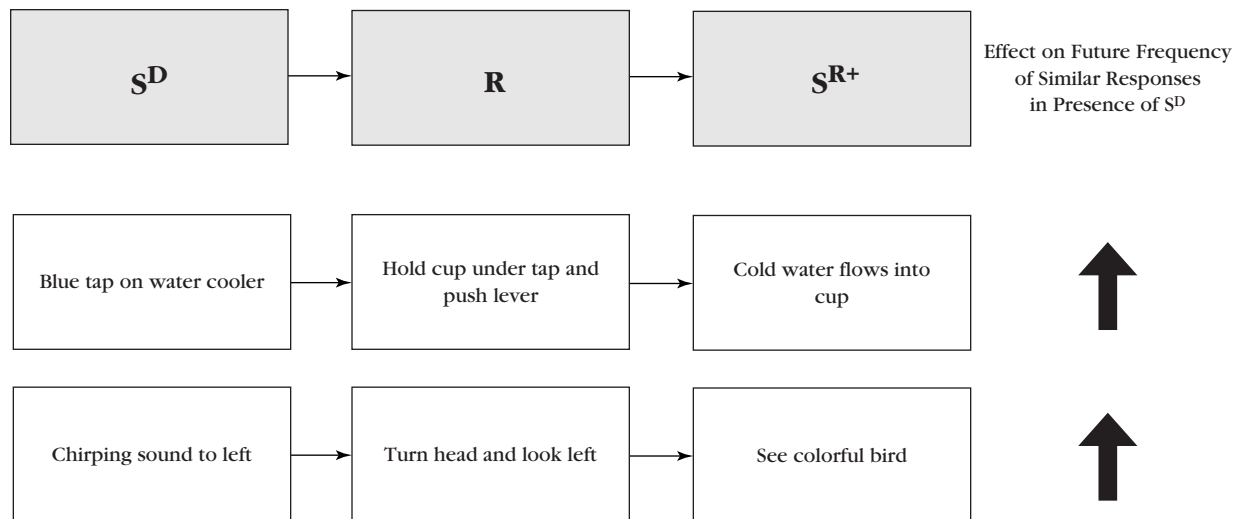 S^D
R
S^R+
Effect on Future Frequency
of Similar Responses
in Presence of S^D
Blue tap on water cooler
Hold cup under tap and
push lever
Cold water flows into
cup
Chirping sound to left
Turn head and look left
See colorful bird